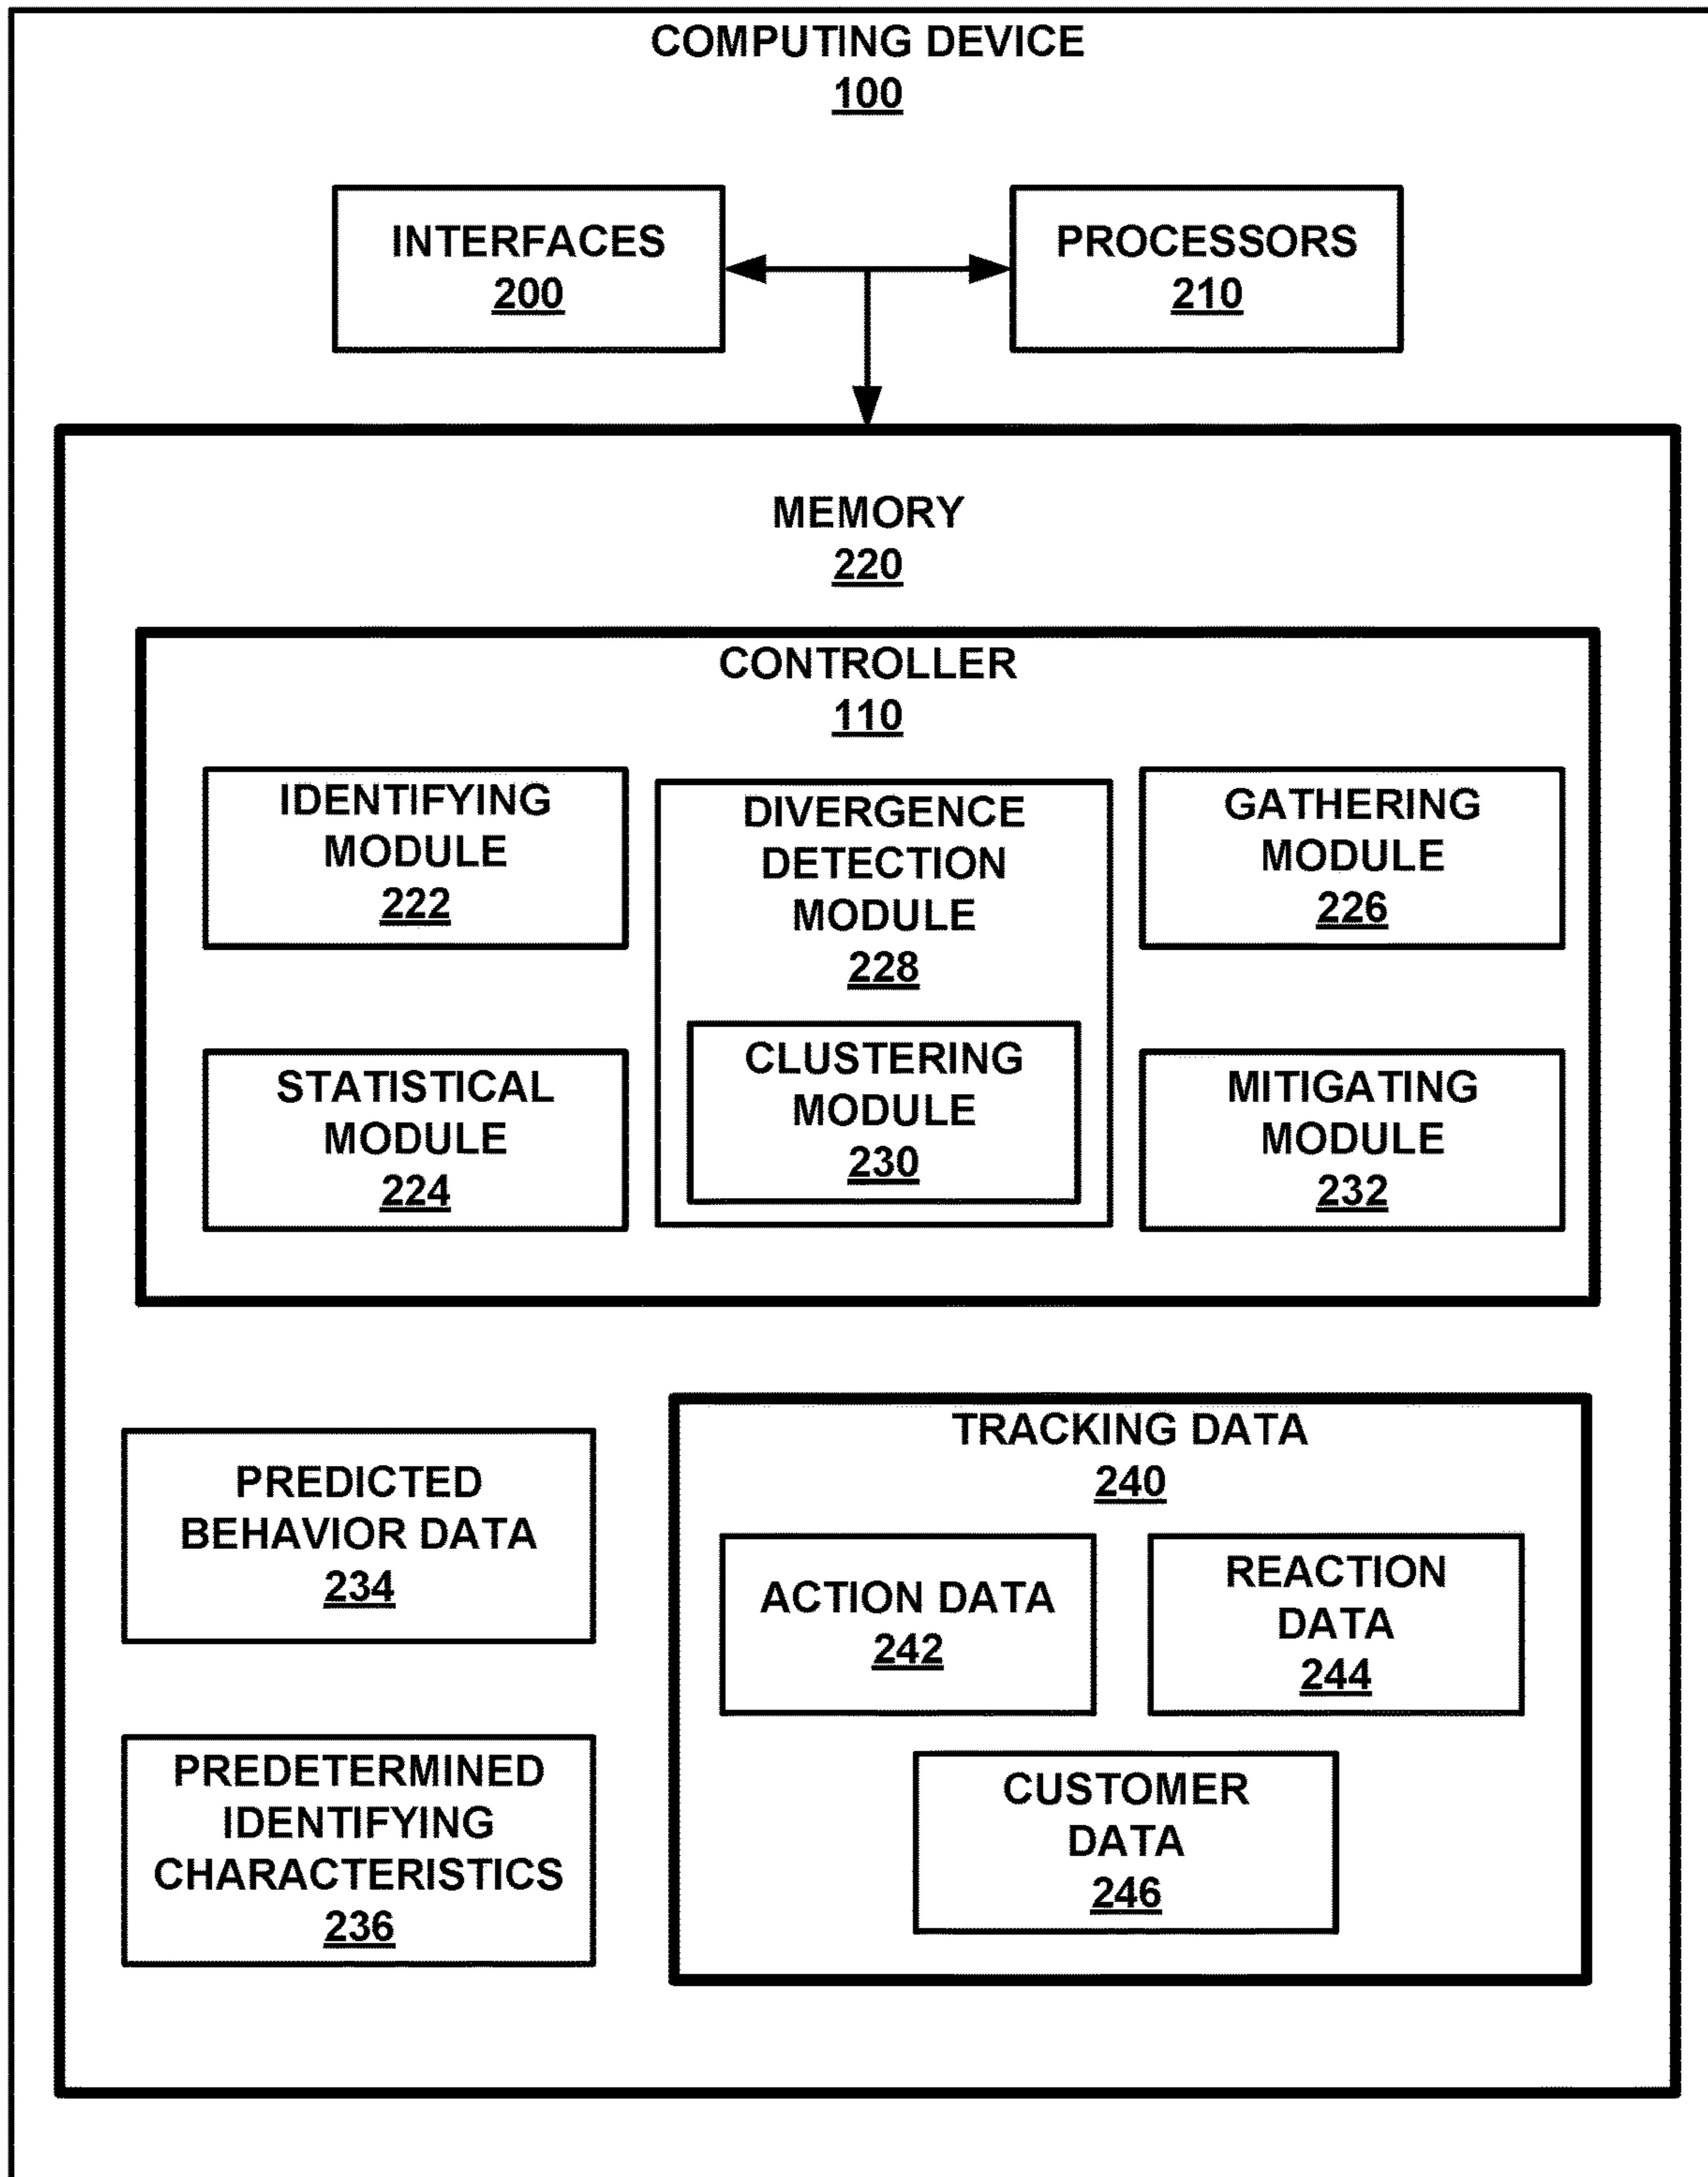 COMPUTING DEVICE
100
INTERFACES
200
PROCESSORS
210
MEMORY
220
CONTROLLER
110
IDENTIFYING
MODULE
222
DIVERGENCE
DETECTION
MODULE
228
GATHERING
MODULE
226
STATISTICAL
MODULE
224
CLUSTERING
MODULE
230
MITIGATING
MODULE
232
PREDICTED
BEHAVIOR DATA
234
PREDETERMINED
IDENTIFYING
CHARACTERISTICS
236
TRACKING DATA
240
ACTION DATA
242
REACTION
DATA
244
CUSTOMER
DATA
246